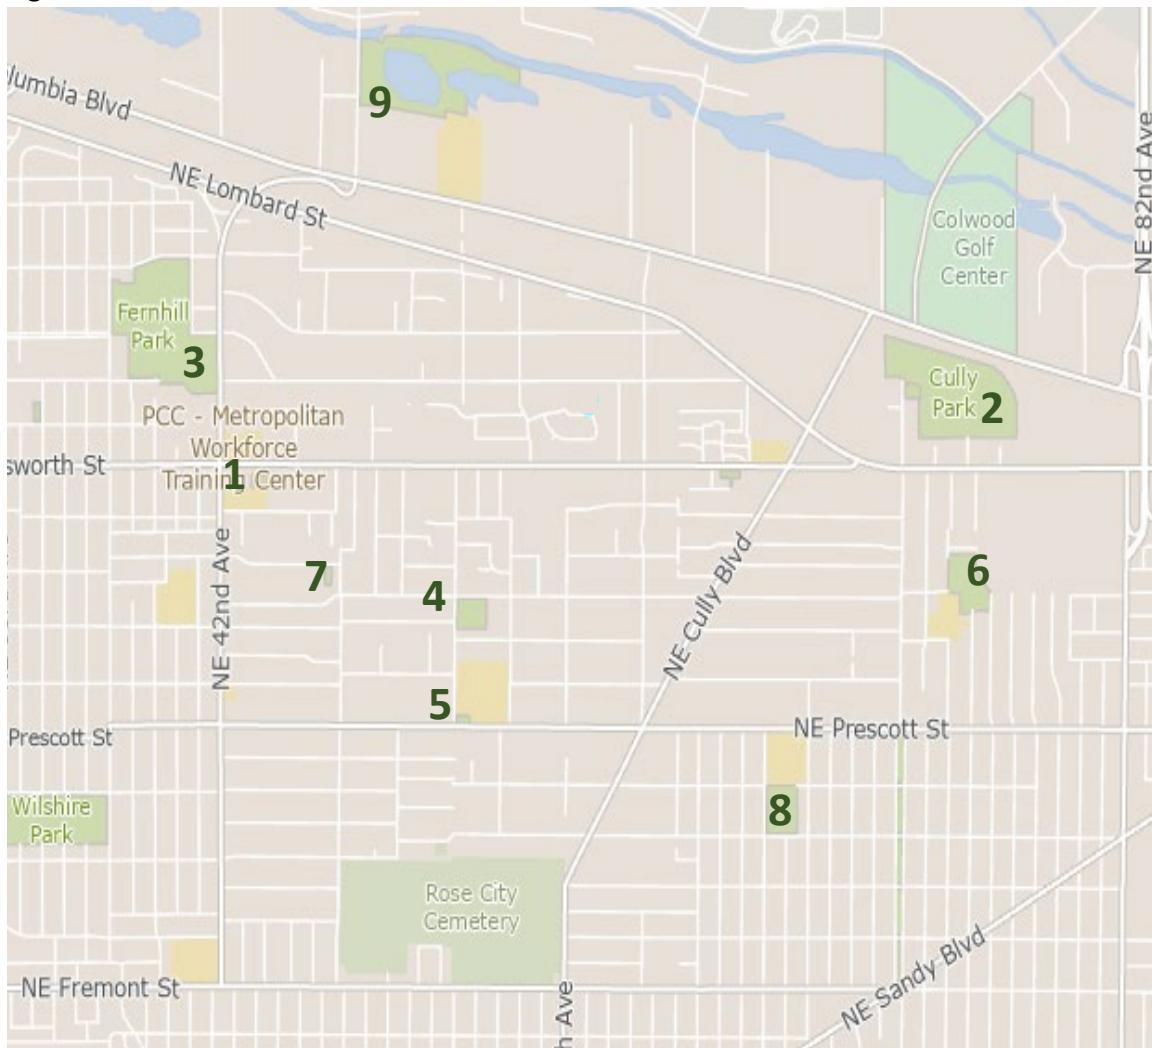 lumbia Blvd
9
NE Lombard St
NE 82nd Ave
Colwood
Golf
Center
Fernhill
Park
3
Cully
Park 2
PCC - Metropolitan
Workforce
Training Center
1
sworth St
NE 42nd Ave
7
4
NE Cully Blvd
6
5
Prescott St
NE Prescott St
Wilshire
Park
8
Rose City
Cemetery
NE Fremont St
h Ave
NE Sandy Blvd